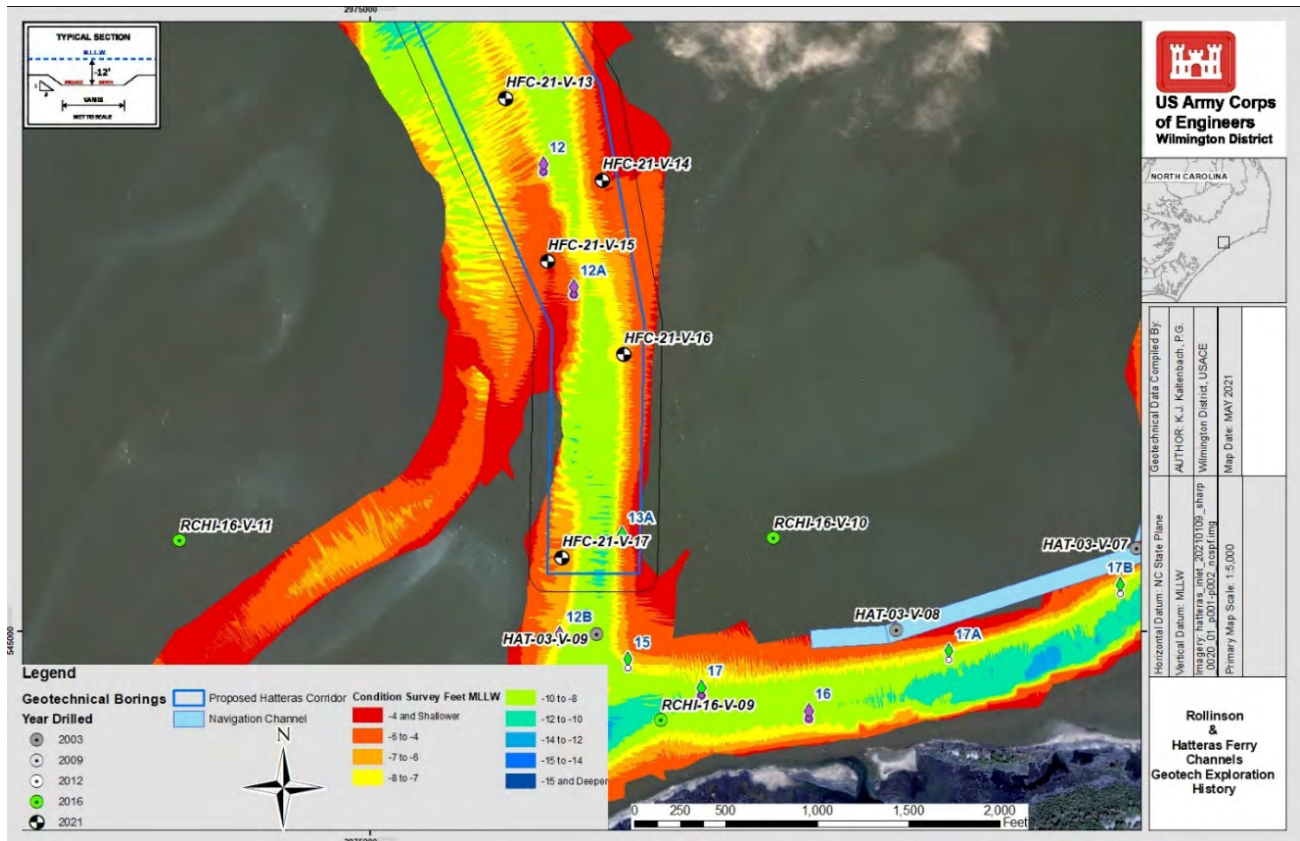 2975000
TYPICAL SECTION
M.L.L.W.
-12'
VARIES
NOT TO SCALE
HFC-21-V-13
12
HFC-21-V-14
HFC-21-V-15
12A
HFC-21-V-16
RCHI-16-V-11
13A
RCHI-16-V-10
HFC-21-V-17
HAT-03-V-07
17B
12B
HAT-03-V-09
HAT-03-V-08
15
17A
17
16
RCHI-16-V-09
545000
Legend
Geotechnical Borings
Year Drilled
2003
2009
2012
2016
2021
Proposed Hatteras Corridor
Navigation Channel
N
Condition Survey Feet MLLW
-4 and Shallower
-6 to -4
-7 to -6
-8 to -7
-10 to -8
-12 to -10
-14 to -12
-15 to -14
-15 and Deeper
0 250 500 1,000 1,500 2,000
Feet
2975000
US Army Corps
of Engineers
Wilmington District
NORTH CAROLINA
Geotechnical Data Compiled By:
AUTHOR: K.J. Kaltenbach, P.G.
Wilmington District, USACE
Map Date: MAY 2021
Horizontal Datum: NC State Plane
Vertical Datum: MLLW
Imagery: hatteras_inlet_20210109_sharp
0020_01_p001-p002_ncspf.img
Primary Map Scale: 1:5,000
Rollinson
&
Hatteras Ferry
Channels
Geotech Exploration
History